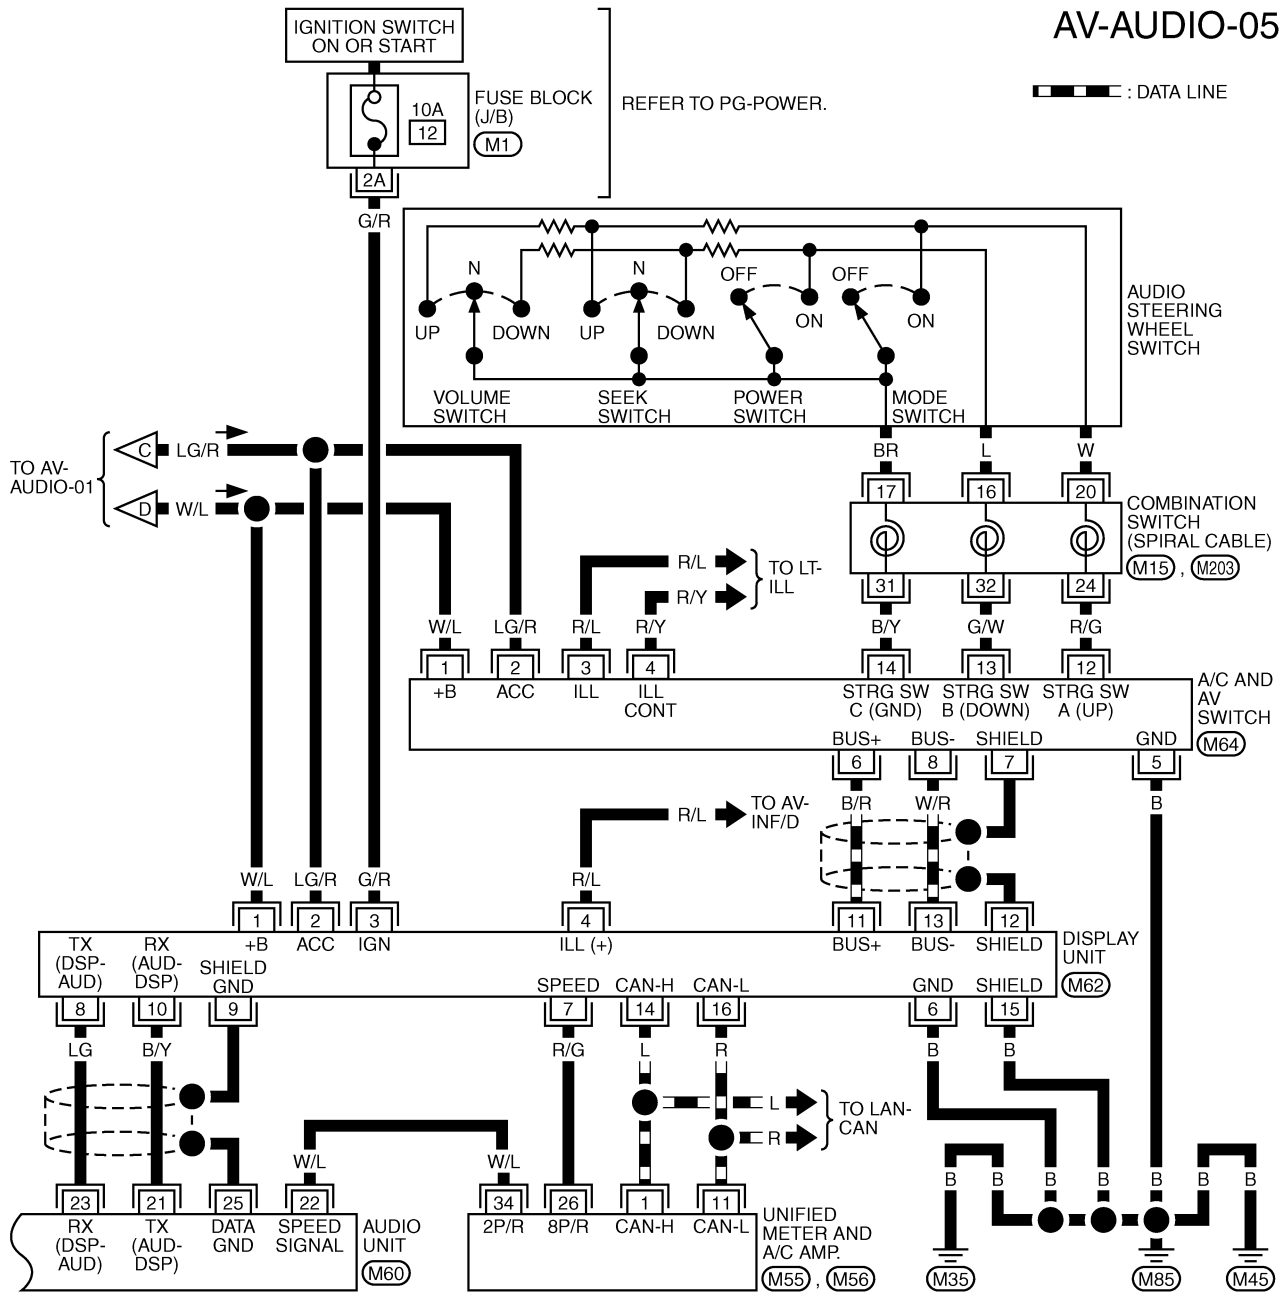 AV-AUDIO-05
IGNITION SWITCH
ON OR START
10A
12
FUSE BLOCK
(J/B)
M1
REFER TO PG-POWER.
: DATA LINE
2A
G/R
N
UP
DOWN
N
UP
DOWN
OFF
ON
OFF
ON
VOLUME
SWITCH
SEEK
SWITCH
POWER
SWITCH
MODE
SWITCH
AUDIO
STEERING
WHEEL
SWITCH
TO AV-
AUDIO-01
C
LG/R
D
W/L
BR
L
W
17
16
20
COMBINATION
SWITCH
(SPIRAL CABLE)
M15 , M203
31
32
24
B/Y
G/W
R/G
R/L
R/Y
TO LT-
ILL
W/L
LG/R
R/L
R/Y
1
2
3
4
14
13
12
+B
ACC
ILL
ILL
CONT
STRG SW
C (GND)
STRG SW
B (DOWN)
STRG SW
A (UP)
A/C AND
AV
SWITCH
M64
BUS+
BUS-
SHIELD
GND
6
8
7
5
B/R
W/R
B
R/L
TO AV-
INF/D
W/L
LG/R
G/R
R/L
1
2
3
4
11
13
12
TX
(DSP-
AUD)
RX
(AUD-
DSP)
SHIELD
GND
+B
ACC
IGN
ILL (+)
BUS+
BUS-
SHIELD
DISPLAY
UNIT
M62
SPEED
CAN-H
CAN-L
GND
SHIELD
8
10
9
7
14
16
6
15
LG
B/Y
R/G
L
R
B
B
L
R
TO LAN-
CAN
W/L
W/L
B
B
B
B
B
B
B
23
21
25
22
34
26
1
11
RX
(DSP-
AUD)
TX
(AUD-
DSP)
DATA
GND
SPEED
SIGNAL
AUDIO
UNIT
M60
2P/R
8P/R
CAN-H
CAN-L
UNIFIED
METER AND
A/C AMP.
M55 , M56
M35
M85
M45